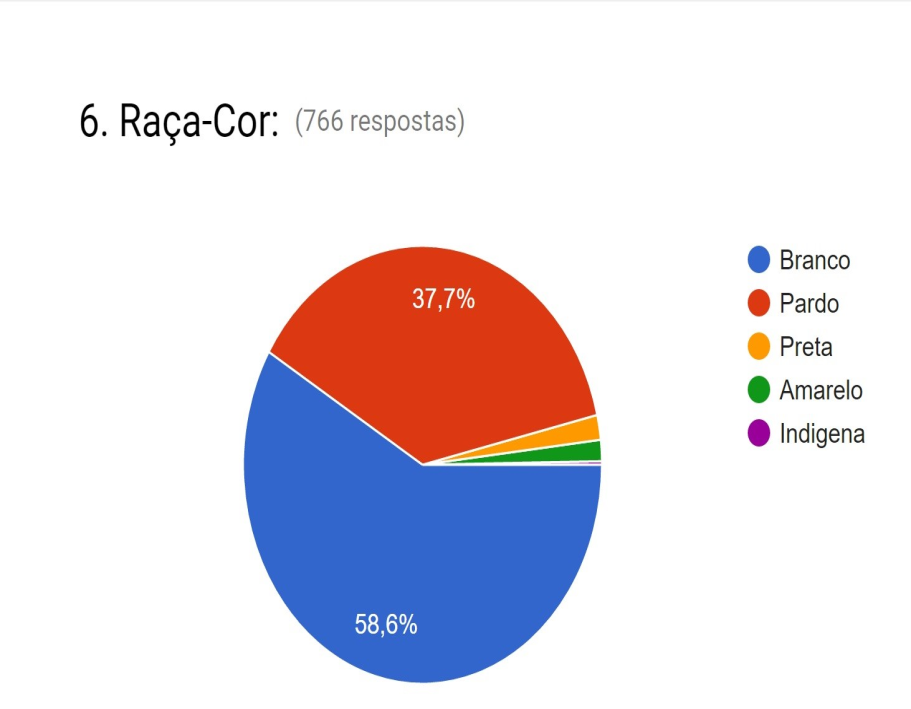 6. Raça-Cor: (766 respostas)
37,7%
58,6%
Branco
Pardo
Preta
Amarelo
Indigena